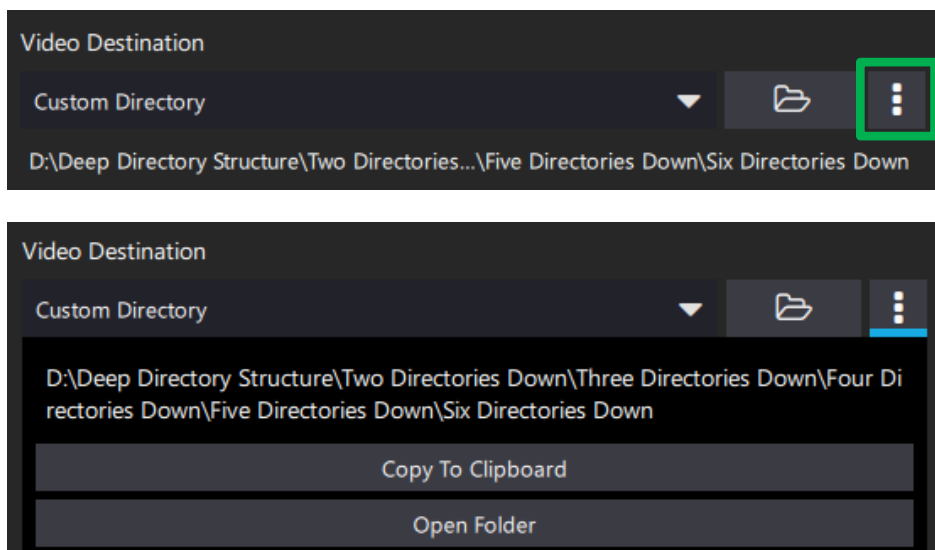 Video Destination
Custom Directory
D:\Deep Directory Structure\Two Directories...\Five Directories Down\Six Directories Down
Video Destination
Custom Directory
D:\Deep Directory Structure\Two Directories Down\Three Directories Down\Four Di
rectories Down\Five Directories Down\Six Directories Down
Copy To Clipboard
Open Folder